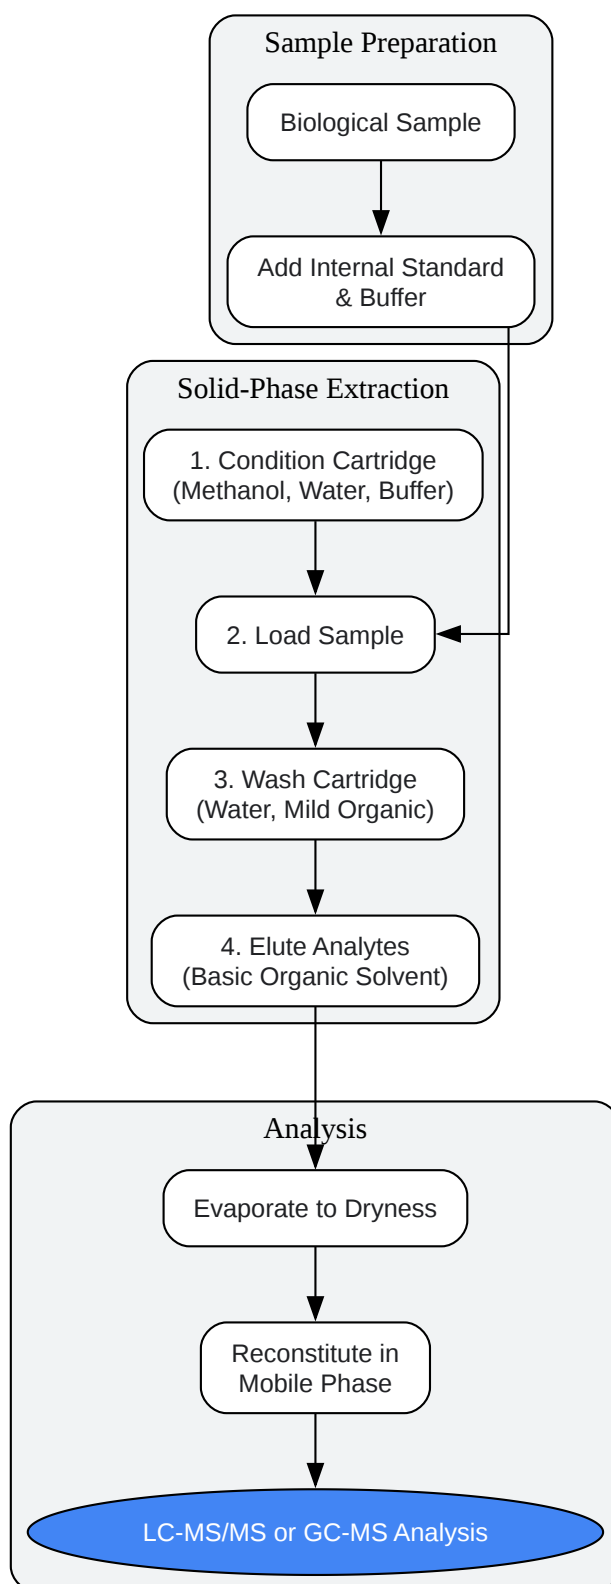 Sample Preparation
Biological Sample
Add Internal Standard
& Buffer
Solid-Phase Extraction
1. Condition Cartridge
(Methanol, Water, Buffer)
2. Load Sample
3. Wash Cartridge
(Water, Mild Organic)
4. Elute Analytes
(Basic Organic Solvent)
Analysis
Evaporate to Dryness
Reconstitute in
Mobile Phase
LC-MS/MS or GC-MS Analysis